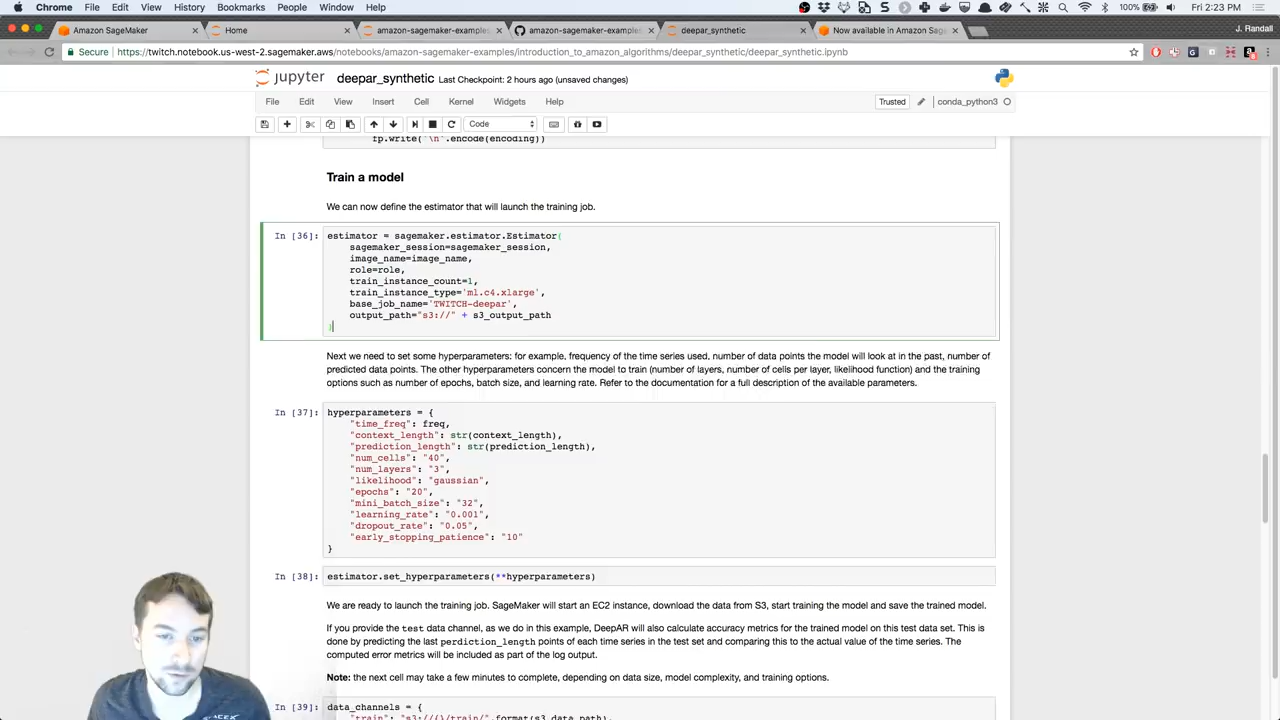 Chrome File Edit View History Bookmarks People Window Help 100% Fri 2:23 PM
Amazon SageMaker Home amazon-sagemaker-examples amazon-sagemaker-examples deepar_synthetic Now available in Amazon Sage J. Randall
Secure https://twitch.notebook.us-west-2.sagemaker.aws/notebooks/amazon-sagemaker-examples/introduction_to_amazon_algorithms/deepar_synthetic/deepar_synthetic.ipynb
jupyter deepar_synthetic Last Checkpoint: 2 hours ago (unsaved changes)
File Edit View Insert Cell Kernel Widgets Help Trusted conda_python3
Code
fp.write("\n".encode(encoding))
Train a model
We can now define the estimator that will launch the training job.
In [36]: estimator = sagemaker.estimator.Estimator(
sagemaker_session=sagemaker_session,
image_name=image_name,
role=role,
train_instance_count=1,
train_instance_type='ml.c4.xlarge',
base_job_name='TWITCH-deepar',
output_path="s3://" + s3_output_path
)
Next we need to set some hyperparameters: for example, frequency of the time series used, number of data points the model will look at in the past, number of
predicted data points. The other hyperparameters concern the model to train (number of layers, number of cells per layer, likelihood function) and the training
options such as number of epochs, batch size, and learning rate. Refer to the documentation for a full description of the available parameters.
In [37]: hyperparameters = {
"time_freq": freq,
"context_length": str(context_length),
"prediction_length": str(prediction_length),
"num_cells": "40",
"num_layers": "3",
"likelihood": "gaussian",
"epochs": "20",
"mini_batch_size": "32",
"learning_rate": "0.001",
"dropout_rate": "0.05",
"early_stopping_patience": "10"
}
In [38]: estimator.set_hyperparameters(**hyperparameters)
We are ready to launch the training job. SageMaker will start an EC2 instance, download the data from S3, start training the model and save the trained model.
If you provide the test data channel, as we do in this example, DeepAR will also calculate accuracy metrics for the trained model on this test data set. This is
done by predicting the last perdiction_length points of each time series in the test set and comparing this to the actual value of the time series. The
computed error metrics will be included as part of the log output.
Note: the next cell may take a few minutes to complete, depending on data size, model complexity, and training options.
In [39]: data_channels = {
"train": "s3://{}/train/".format(s3_data_path),